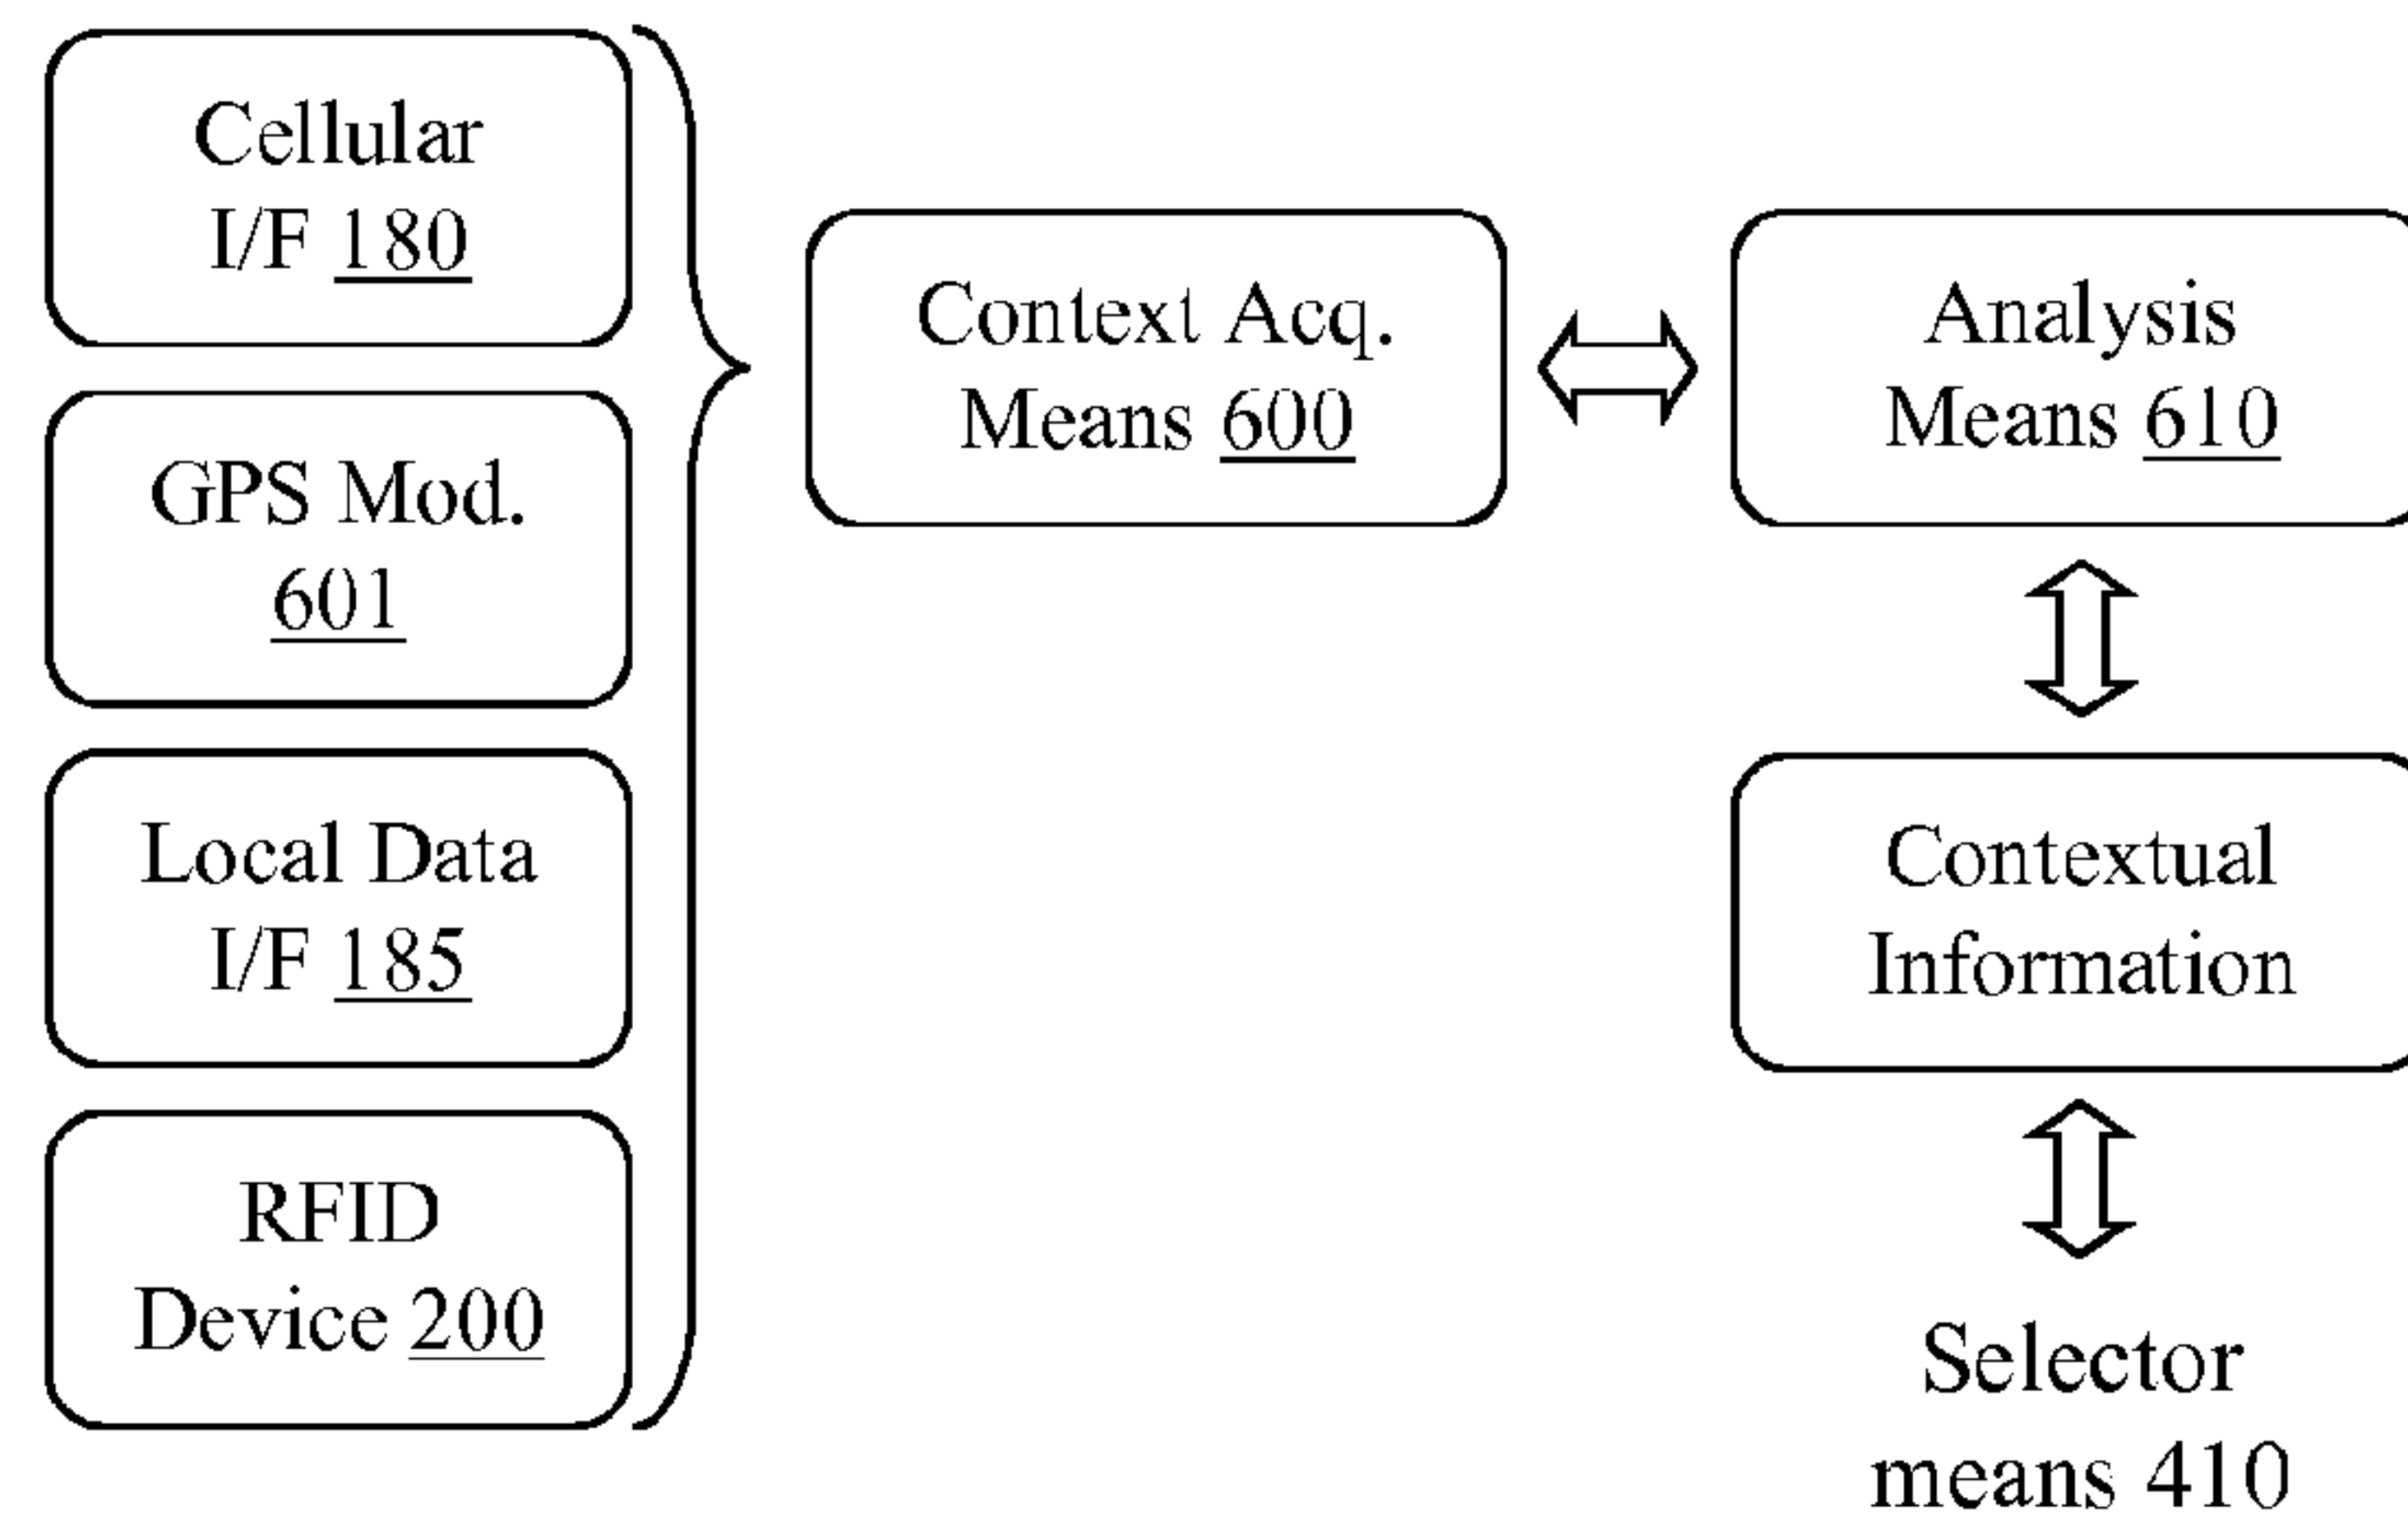 Cellular
I/F 180
GPS Mod.
601
Local Data
I/F 185
RFID
Device 200
Context Acq.
Means 600
Analysis
Means 610
Contextual
Information
Selector
means 410